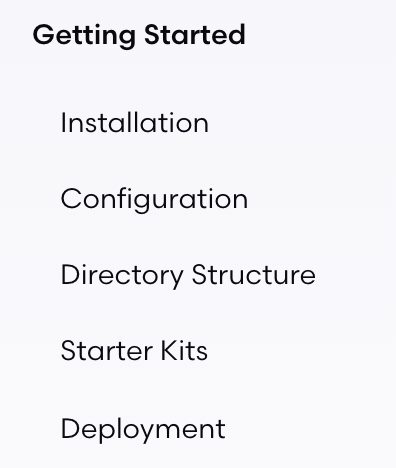 Getting Started
Installation
Configuration
Directory Structure
Starter Kits
Deployment